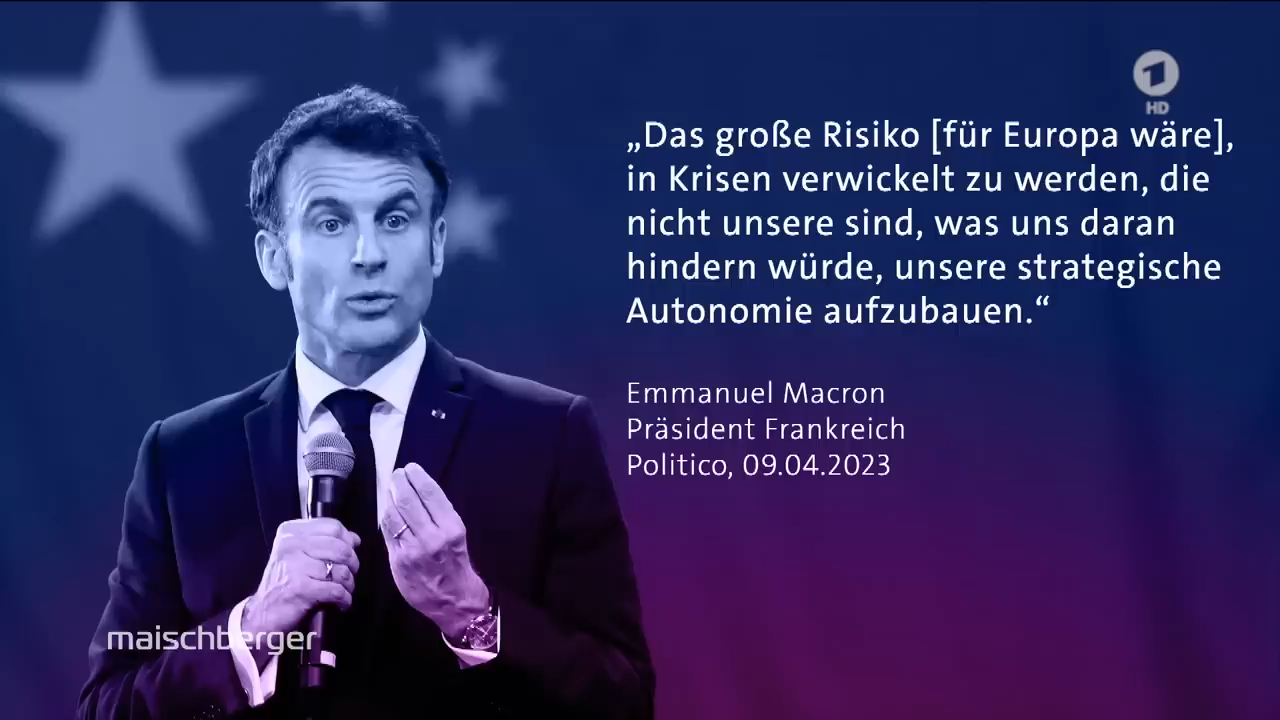 HD
„Das große Risiko [für Europa wäre],
in Krisen verwickelt zu werden, die
nicht unsere sind, was uns daran
hindern würde, unsere strategische
Autonomie aufzubauen.“
Emmanuel Macron
Präsident Frankreich
Politico, 09.04.2023
maischberger